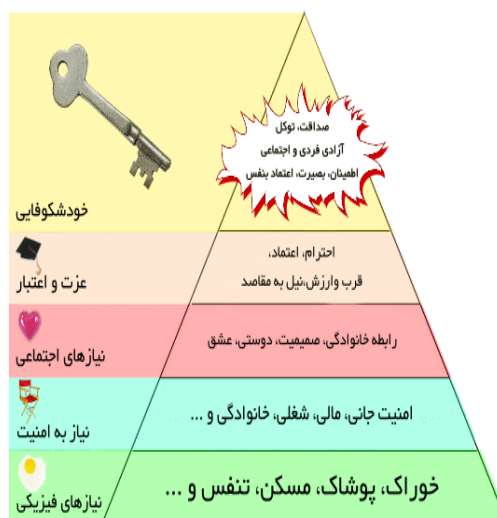 صداقت، توکل
آزادی فردی و اجتماعی
اطمینان، بصیرت، اعتماد بنفس
خودشکوفایی
احترام، اعتماد،
قرب وارزش،نیل به مقاصد
عزت و اعتبار
رابطه خانوادگی، صمیمیت، دوستی، عشق
نیازهای اجتماعی
امنیت جانی، مالی، شغلی، خانوادگی و ...
نیاز به امنیت
خوراک، پوشاک، مسکن، تنفس و ...
نیازهای فیزیکی